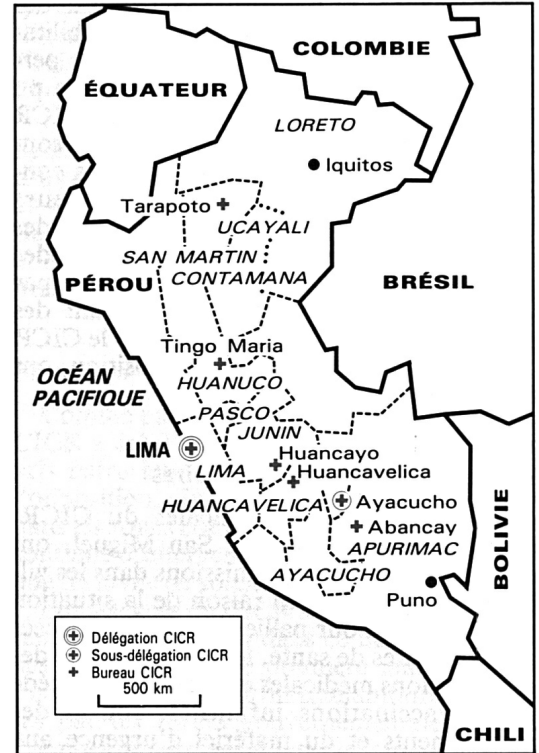 COLOMBIE
ÉQUATEUR
LORETO
Iquitos
Tarapoto
UCAYALI
SAN MARTIN
CONTAMANA
PÉROU
BRÉSIL
Tingo Maria
OCÉAN
PACIFIQUE
HUANUCO
PASCO
JUNIN
LIMA
Huancayo
LIMA
Huancavelica
HUANCAVELICA
Ayacucho
Abancay
APURIMAC
AYACUCHO
BOLIVIE
Puno
Délégation CICR
Sous-délégation CICR
Bureau CICR
500 km
CHILI